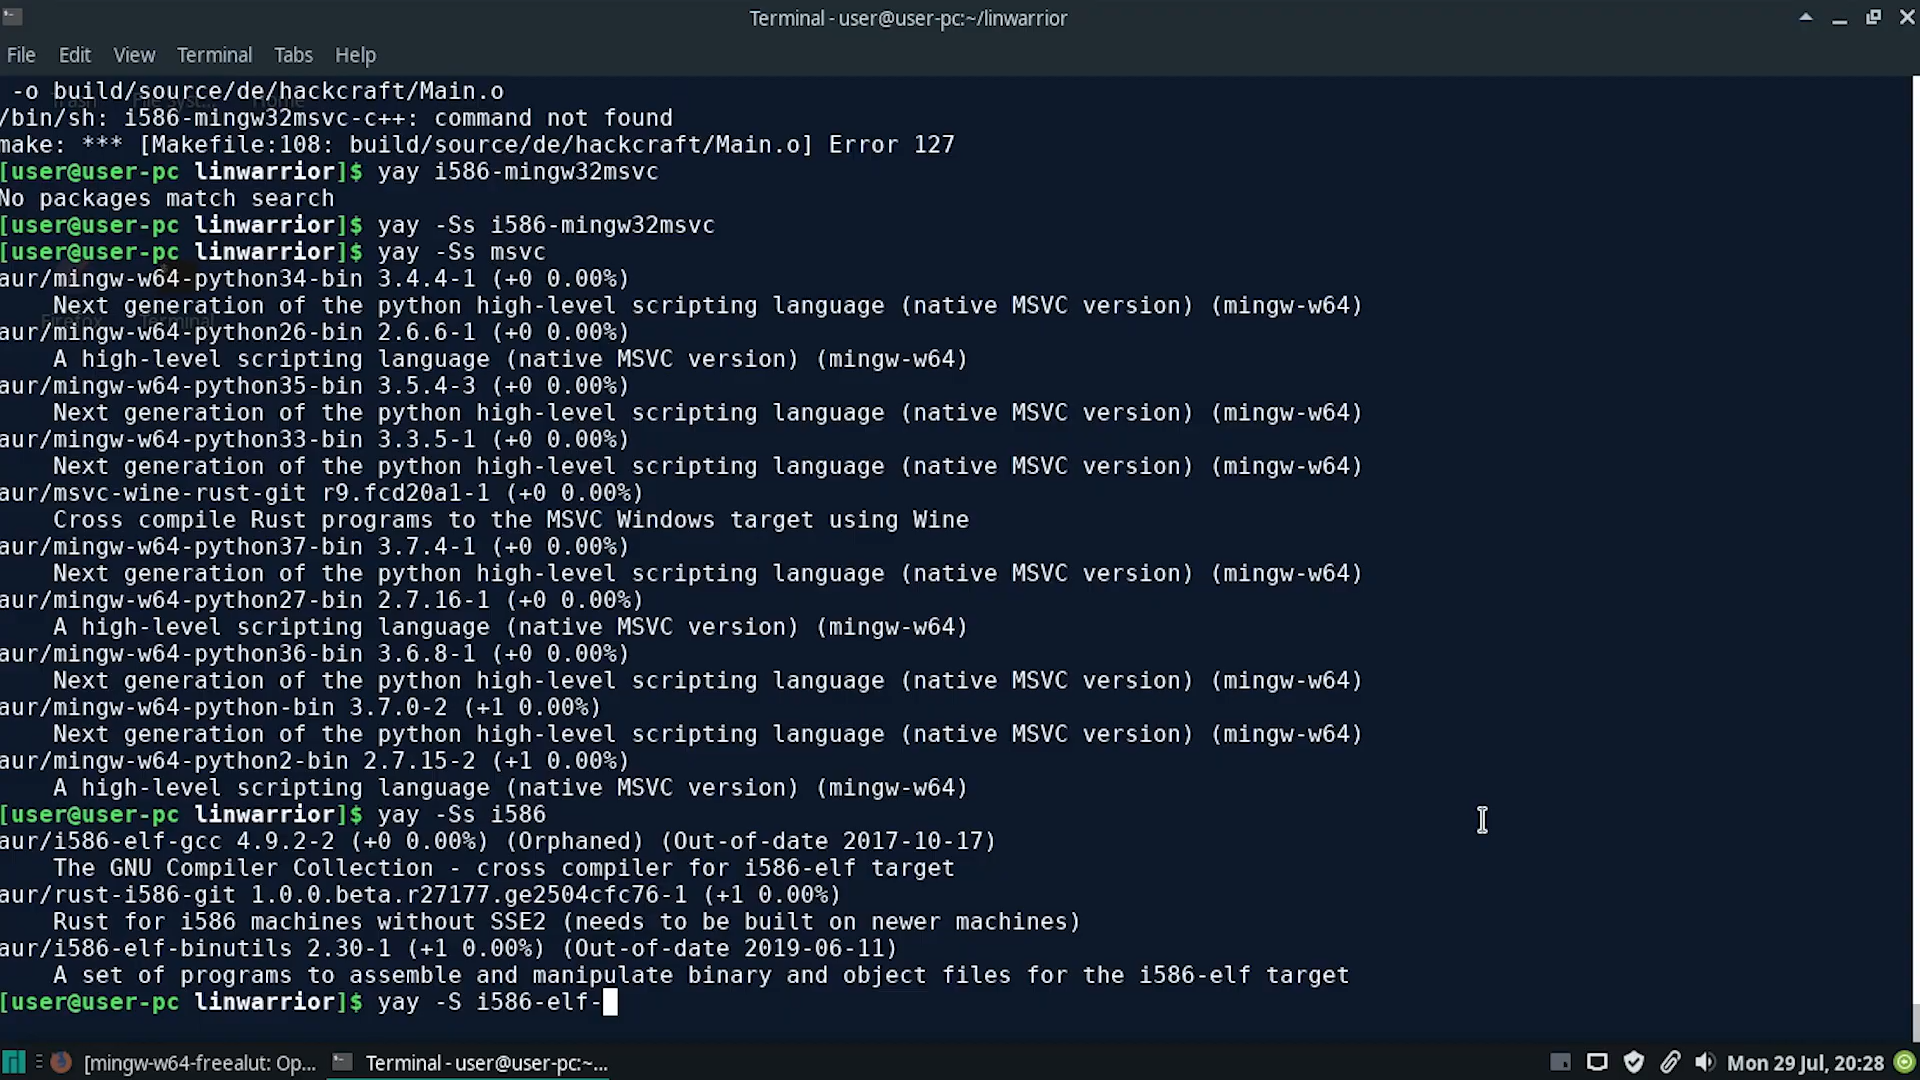 Terminal - user@user-pc:~/linwarrior
File Edit View Terminal Tabs Help
-o build/source/de/hackcraft/Main.o
Trash File Syst... Home
/bin/sh: i586-mingw32msvc-c++: command not found
make: *** [Makefile:108: build/source/de/hackcraft/Main.o] Error 127
[user@user-pc linwarrior]$ yay i586-mingw32msvc
No packages match search
[user@user-pc linwarrior]$ yay -Ss i586-mingw32msvc
[user@user-pc linwarrior]$ yay -Ss msvc
aur/mingw-w64-python34-bin 3.4.4-1 (+0 0.00%)
Next generation of the python high-level scripting language (native MSVC version) (mingw-w64)
Firefox Terminal
aur/mingw-w64-python26-bin 2.6.6-1 (+0 0.00%)
A high-level scripting language (native MSVC version) (mingw-w64)
aur/mingw-w64-python35-bin 3.5.4-3 (+0 0.00%)
Next generation of the python high-level scripting language (native MSVC version) (mingw-w64)
aur/mingw-w64-python33-bin 3.3.5-1 (+0 0.00%)
Next generation of the python high-level scripting language (native MSVC version) (mingw-w64)
aur/msvc-wine-rust-git r9.fcd20a1-1 (+0 0.00%)
Cross compile Rust programs to the MSVC Windows target using Wine
aur/mingw-w64-python37-bin 3.7.4-1 (+0 0.00%)
Next generation of the python high-level scripting language (native MSVC version) (mingw-w64)
aur/mingw-w64-python27-bin 2.7.16-1 (+0 0.00%)
A high-level scripting language (native MSVC version) (mingw-w64)
aur/mingw-w64-python36-bin 3.6.8-1 (+0 0.00%)
Next generation of the python high-level scripting language (native MSVC version) (mingw-w64)
aur/mingw-w64-python-bin 3.7.0-2 (+1 0.00%)
Next generation of the python high-level scripting language (native MSVC version) (mingw-w64)
aur/mingw-w64-python2-bin 2.7.15-2 (+1 0.00%)
A high-level scripting language (native MSVC version) (mingw-w64)
[user@user-pc linwarrior]$ yay -Ss i586
aur/i586-elf-gcc 4.9.2-2 (+0 0.00%) (Orphaned) (Out-of-date 2017-10-17)
The GNU Compiler Collection - cross compiler for i586-elf target
aur/rust-i586-git 1.0.0.beta.r27177.ge2504cfc76-1 (+1 0.00%)
Rust for i586 machines without SSE2 (needs to be built on newer machines)
aur/i586-elf-binutils 2.30-1 (+1 0.00%) (Out-of-date 2019-06-11)
A set of programs to assemble and manipulate binary and object files for the i586-elf target
[user@user-pc linwarrior]$ yay -S i586-elf-
[mingw-w64-freealut: Op... Terminal - user@user-pc:~... Mon 29 Jul, 20:28